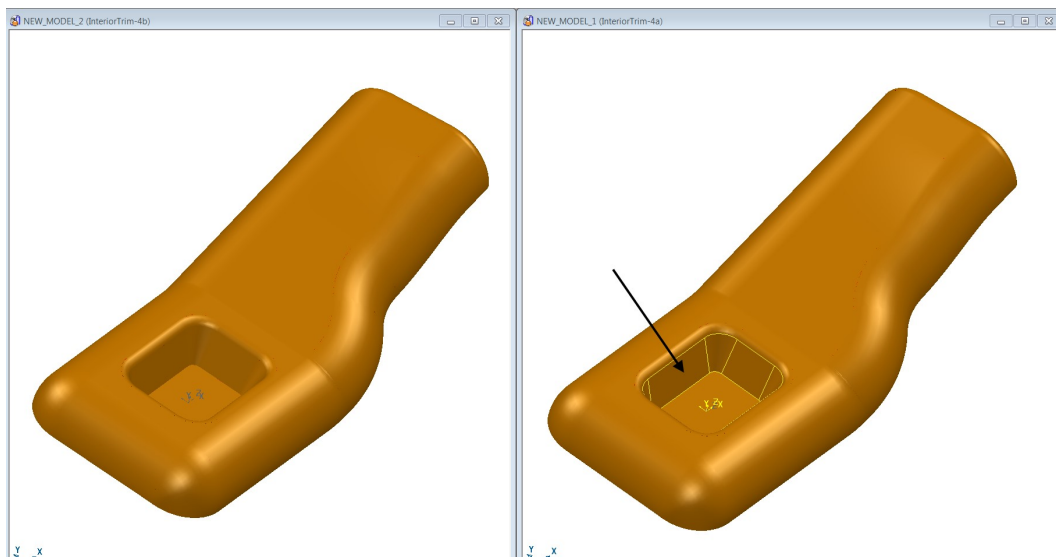 NEW_MODEL_2 (InteriorTrim-4b)
NEW_MODEL_1 (InteriorTrim-4a)
Y X
Y X